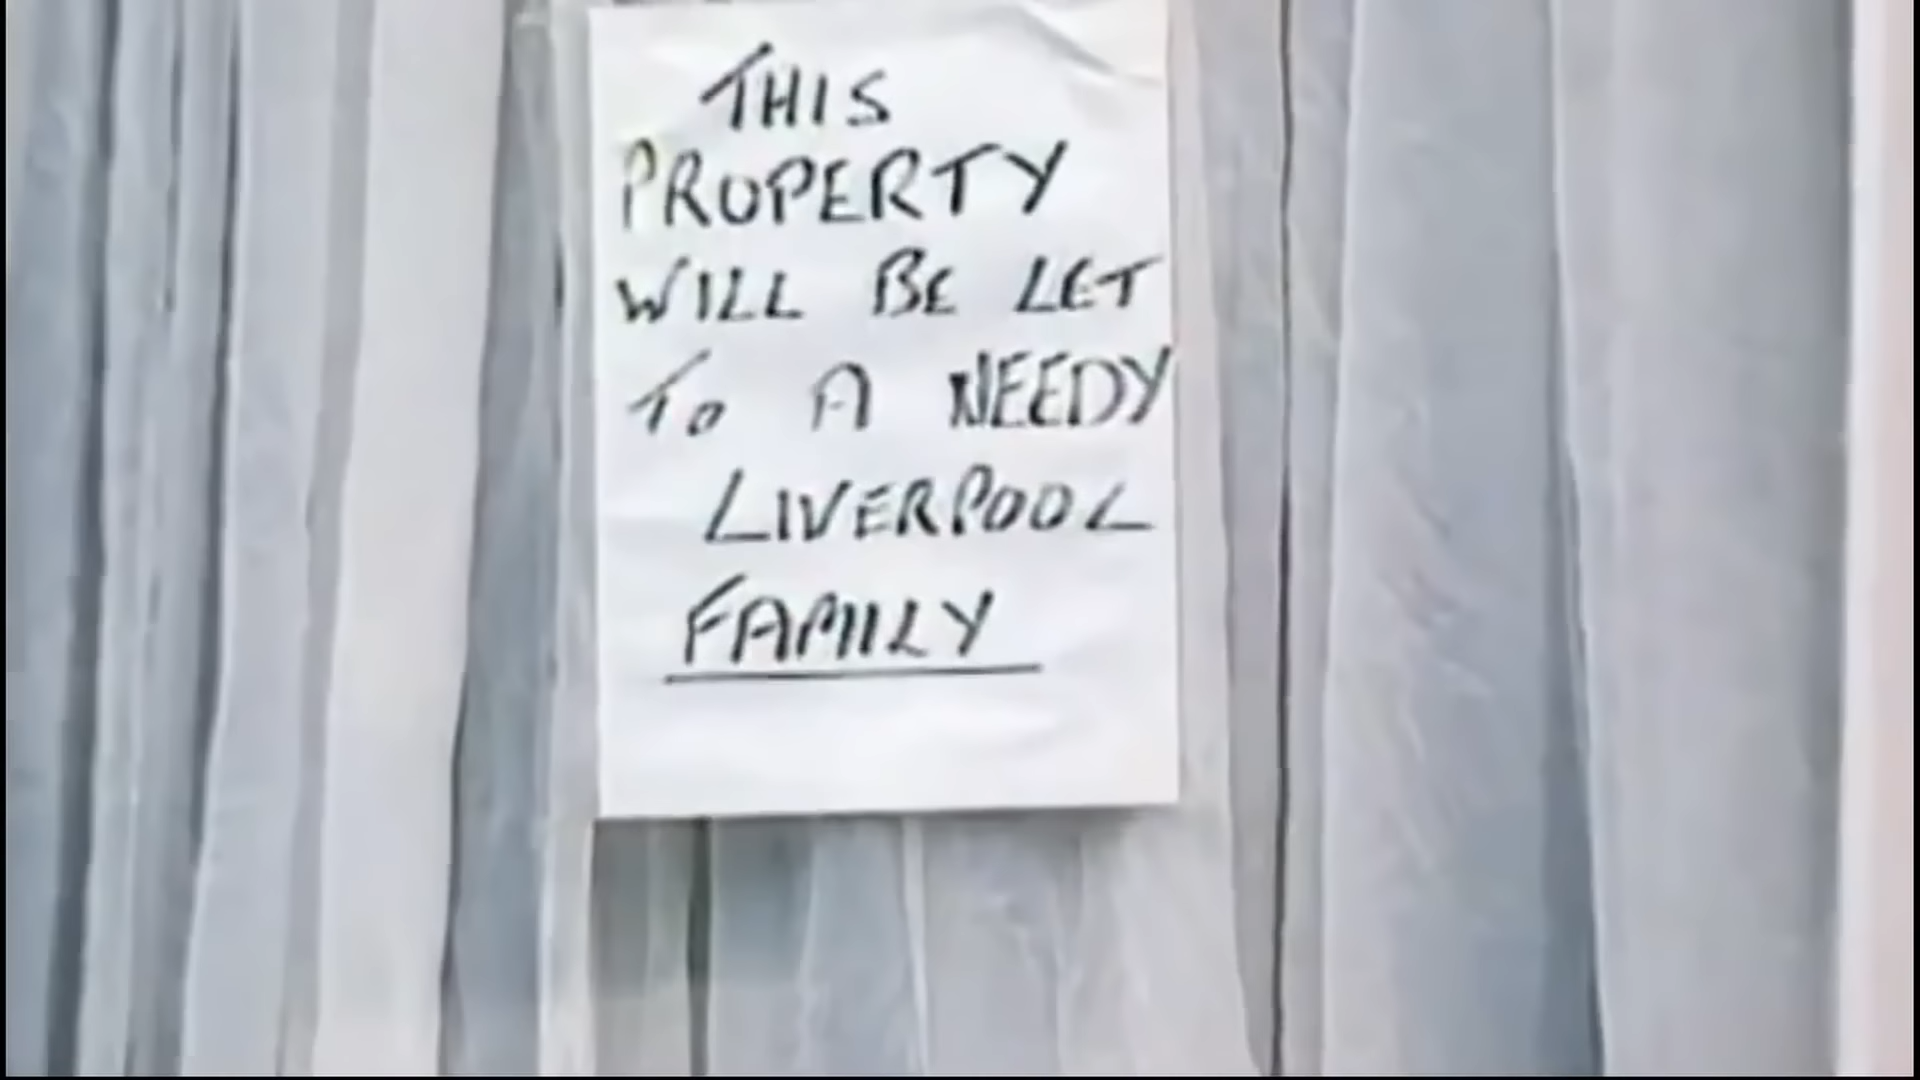 THIS
PROPERTY
WILL BE LET
To A NEEDY
LIVERPOOL
FAMILY